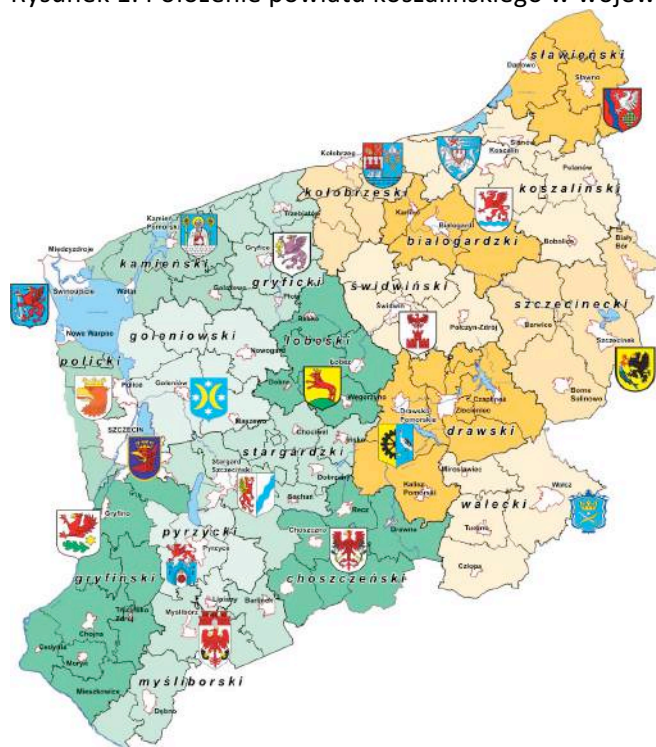 Rysunek 1. Położenie powiatu koszalińskiego w wojew
sławieński
Darłowo
Sławno
Sianów
Koszalin
Kołobrzeg
Polanów
koszaliński
kołobrzeski
Karlino
Białogard
białogardzki
Bobolice
Biały
Bór
Trzebiatów
Kamień
Pomorski
Międzyzdroje
kamieński
Gryfice
gryficki
Świnoujście
Wolin
Golczewo
Płoty
świdwiński
Świdwin
Połczyn-Zdrój
szczecinecki
Barwice
Szczecinek
Nowe Warpno
goleniowski
Resko
łobeski
Łobez
Nowogard
Dobra
Węgorzyno
Borne
Sulinowo
policki
Police
Goleniów
Maszewo
Czaplinek
Złocieniec
Drawsko
Pomorskie
drawski
SZCZECIN
Chociwel
Ińsko
stargardzki
Stargard
Szczeciński
Dobrzany
Suchań
Kalisz
Pomorski
Mirosławiec
Wałcz
wałecki
Tuczno
Człopa
Recz
Drawno
Choszczno
choszczeński
Gryfino
gryfiński
pyrzycki
Pyrzyce
Lipiany
Barlinek
Myślibórz
myśliborski
Trzcińsko
Zdrój
Chojna
Cedynia
Moryń
Mieszkowice
Dębno